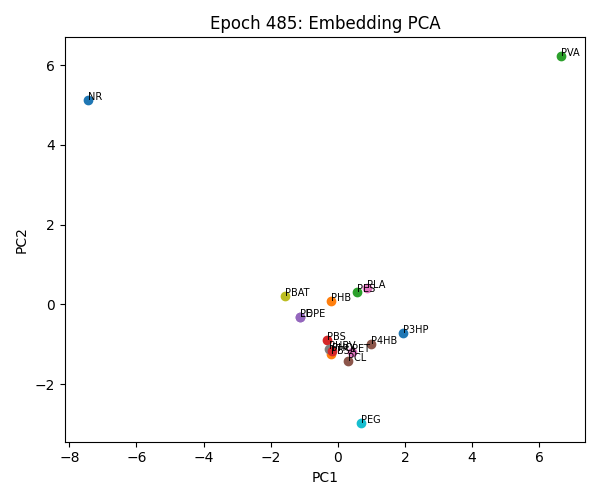 Epoch 485: Embedding PCA
PVA
NR
PLA
PES
PBAT
PHB
LDPE
P3HP
PBS
P4HB
PET
PCL
PEG
6
4
2
0
−2
PC2
−8
−6
−4
−2
0
2
4
6
PC1